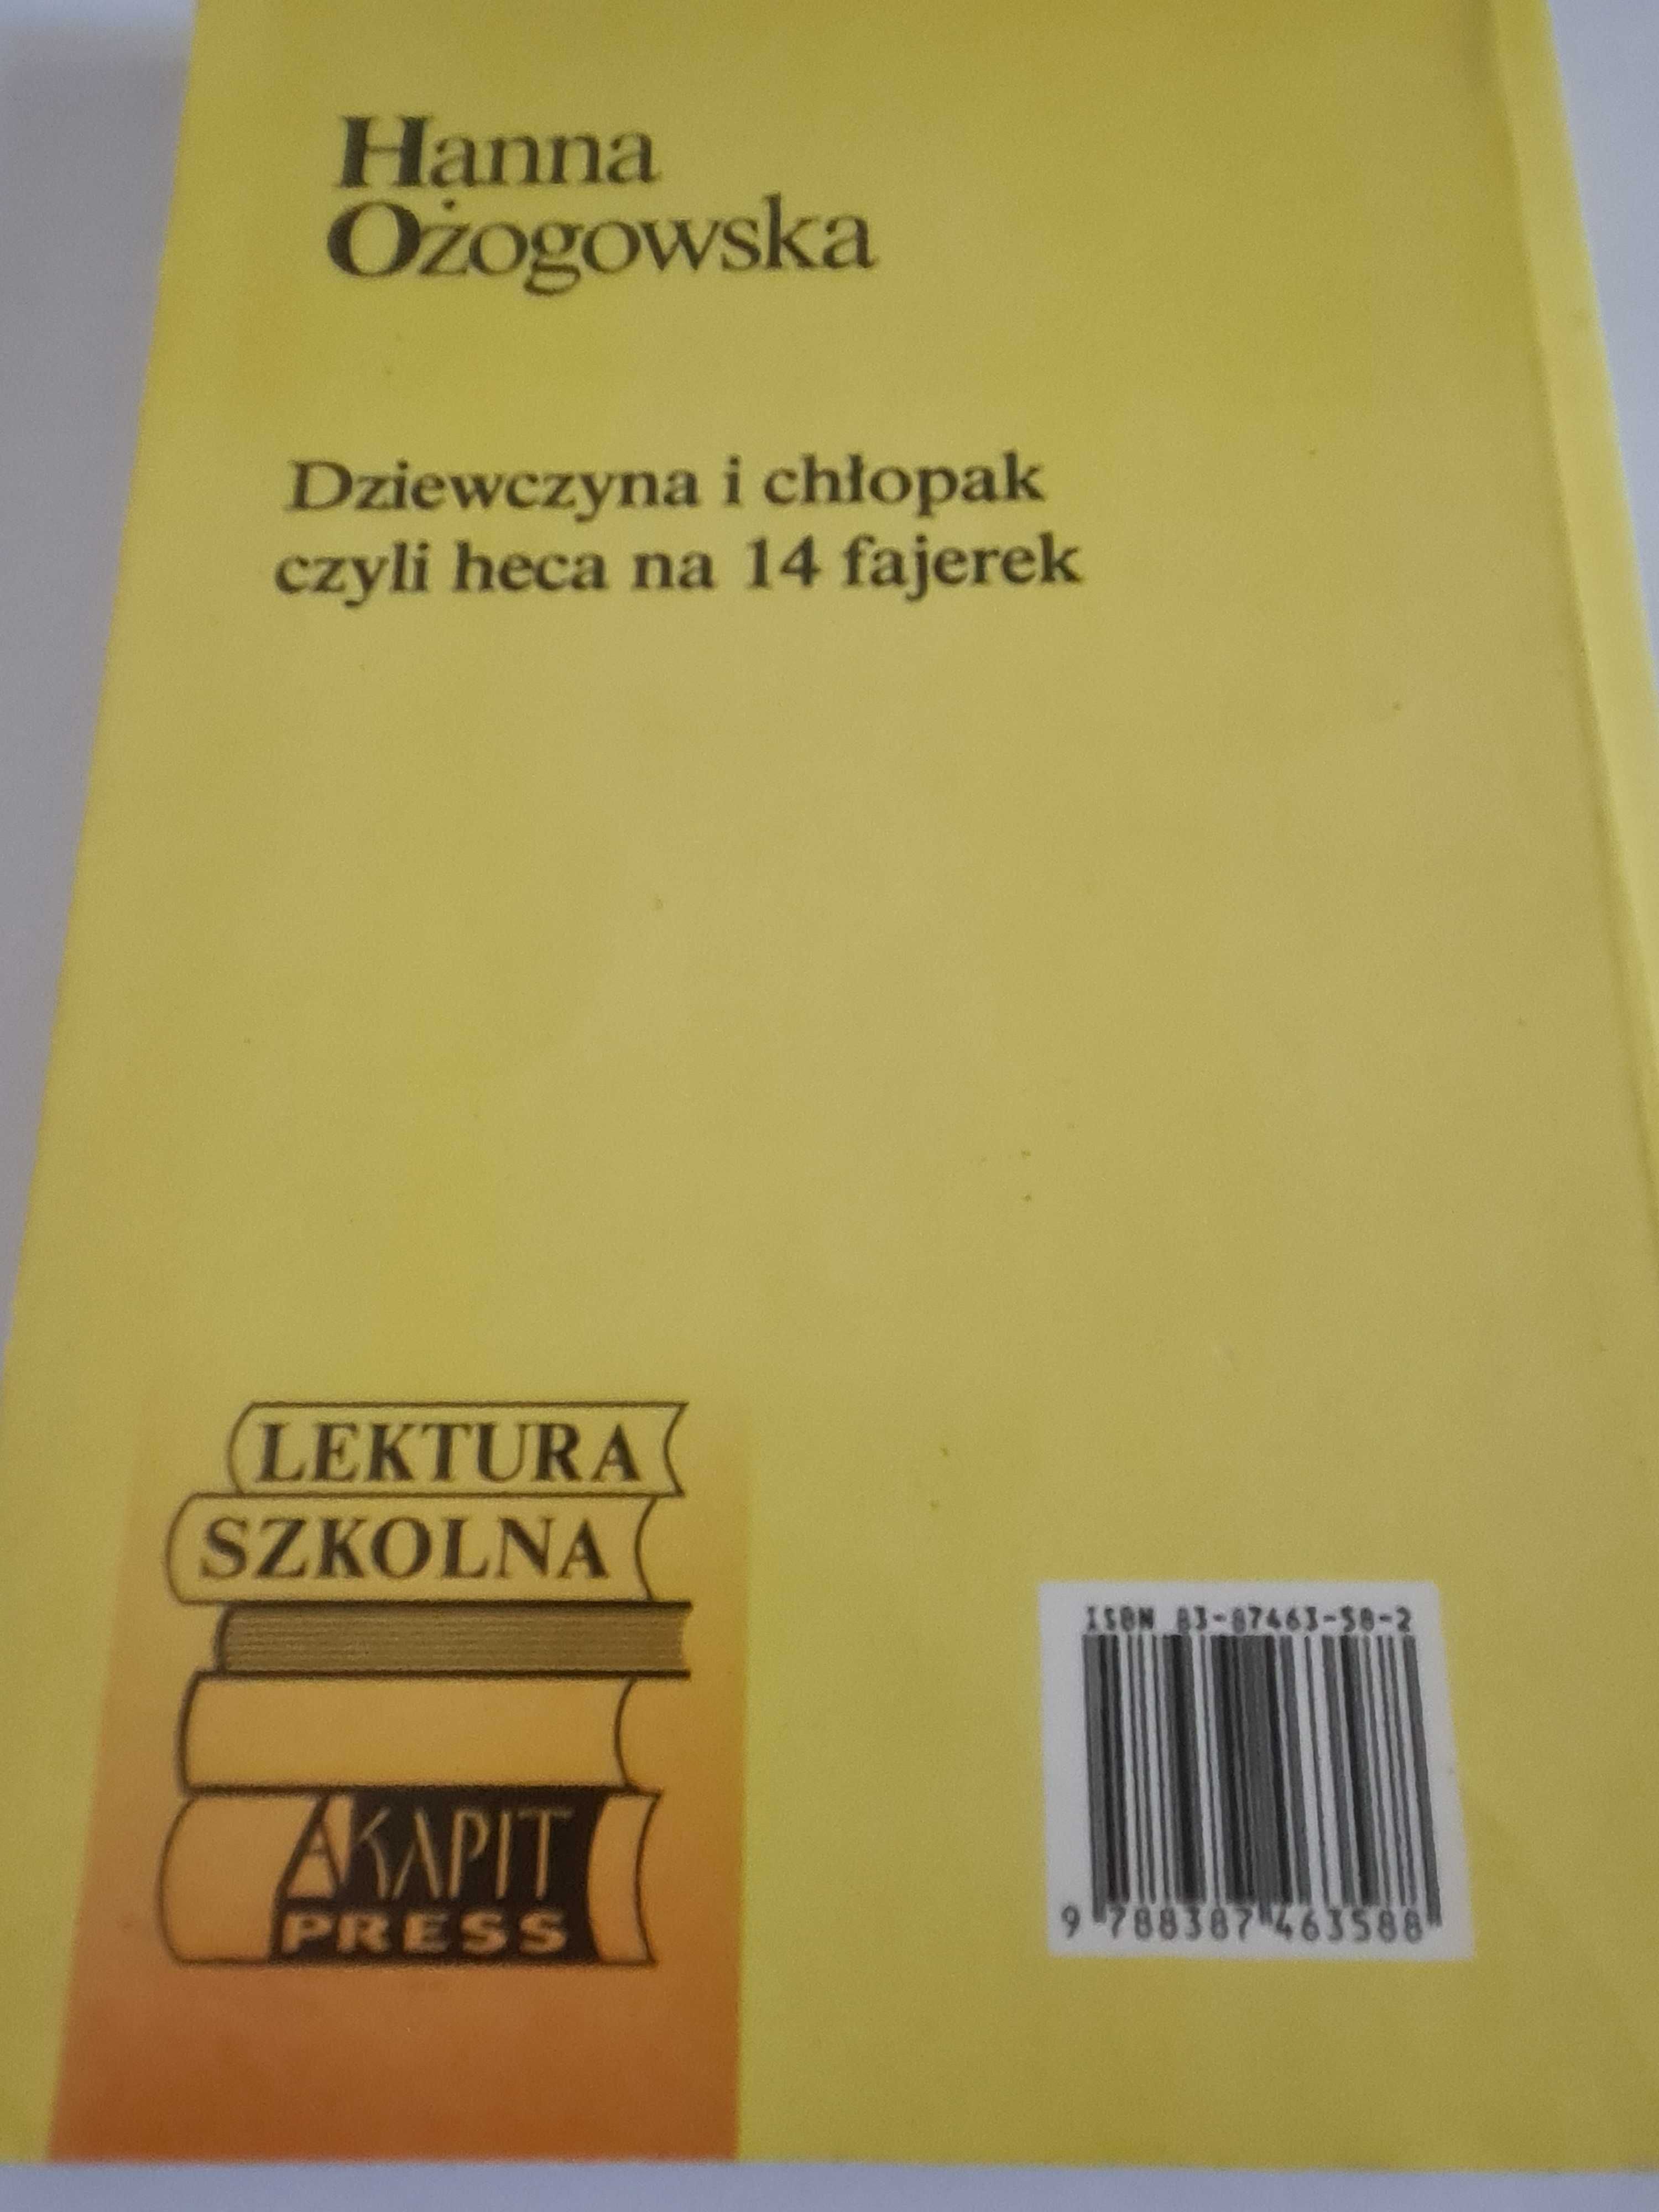 Hanna
Ożogowska
Dziewczyna i chłopak
czyli heca na 14 fajerek
LEKTURA
SZKOLNA
AKAPIT
PRESS
ISBN 83-87463-58-2
9 788387 463588